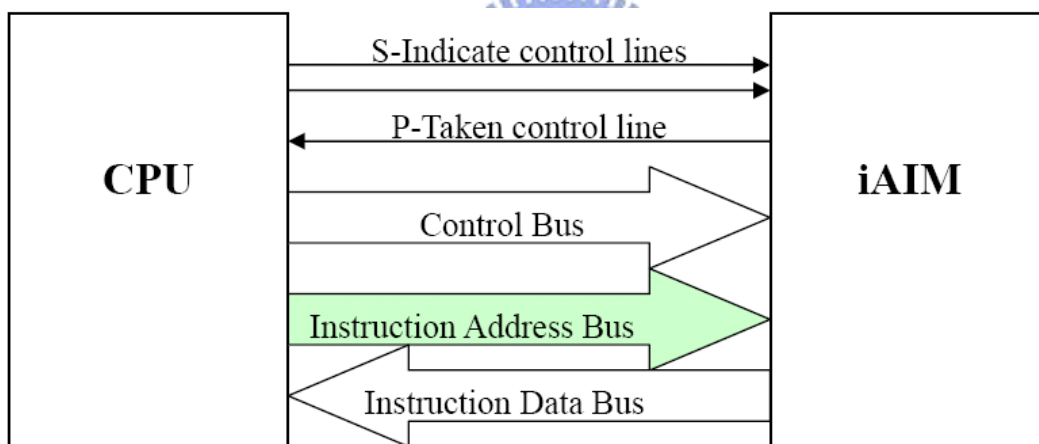 S-Indicate control lines
P-Taken control line
CPU
iAIM
Control Bus
Instruction Address Bus
Instruction Data Bus